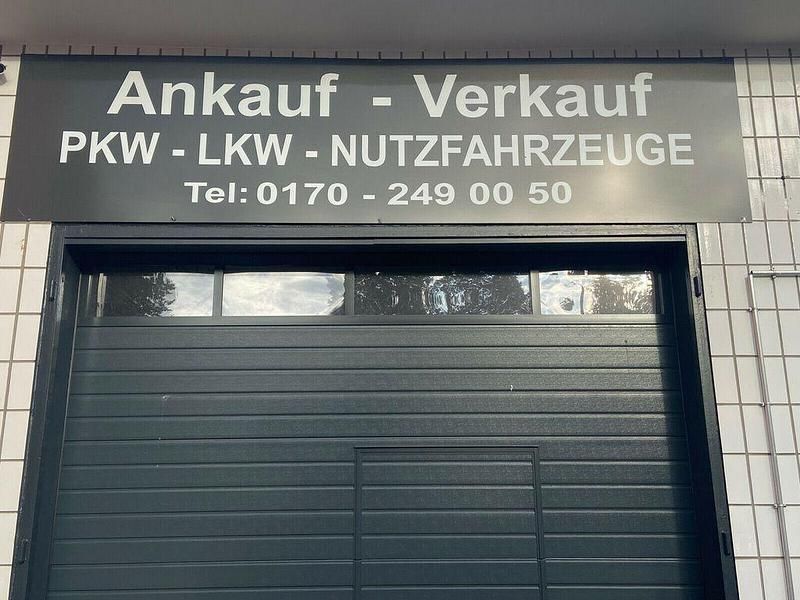 Ankauf - Verkauf
PKW - LKW - NUTZFAHRZEUGE
Tel: 0170 - 249 00 50